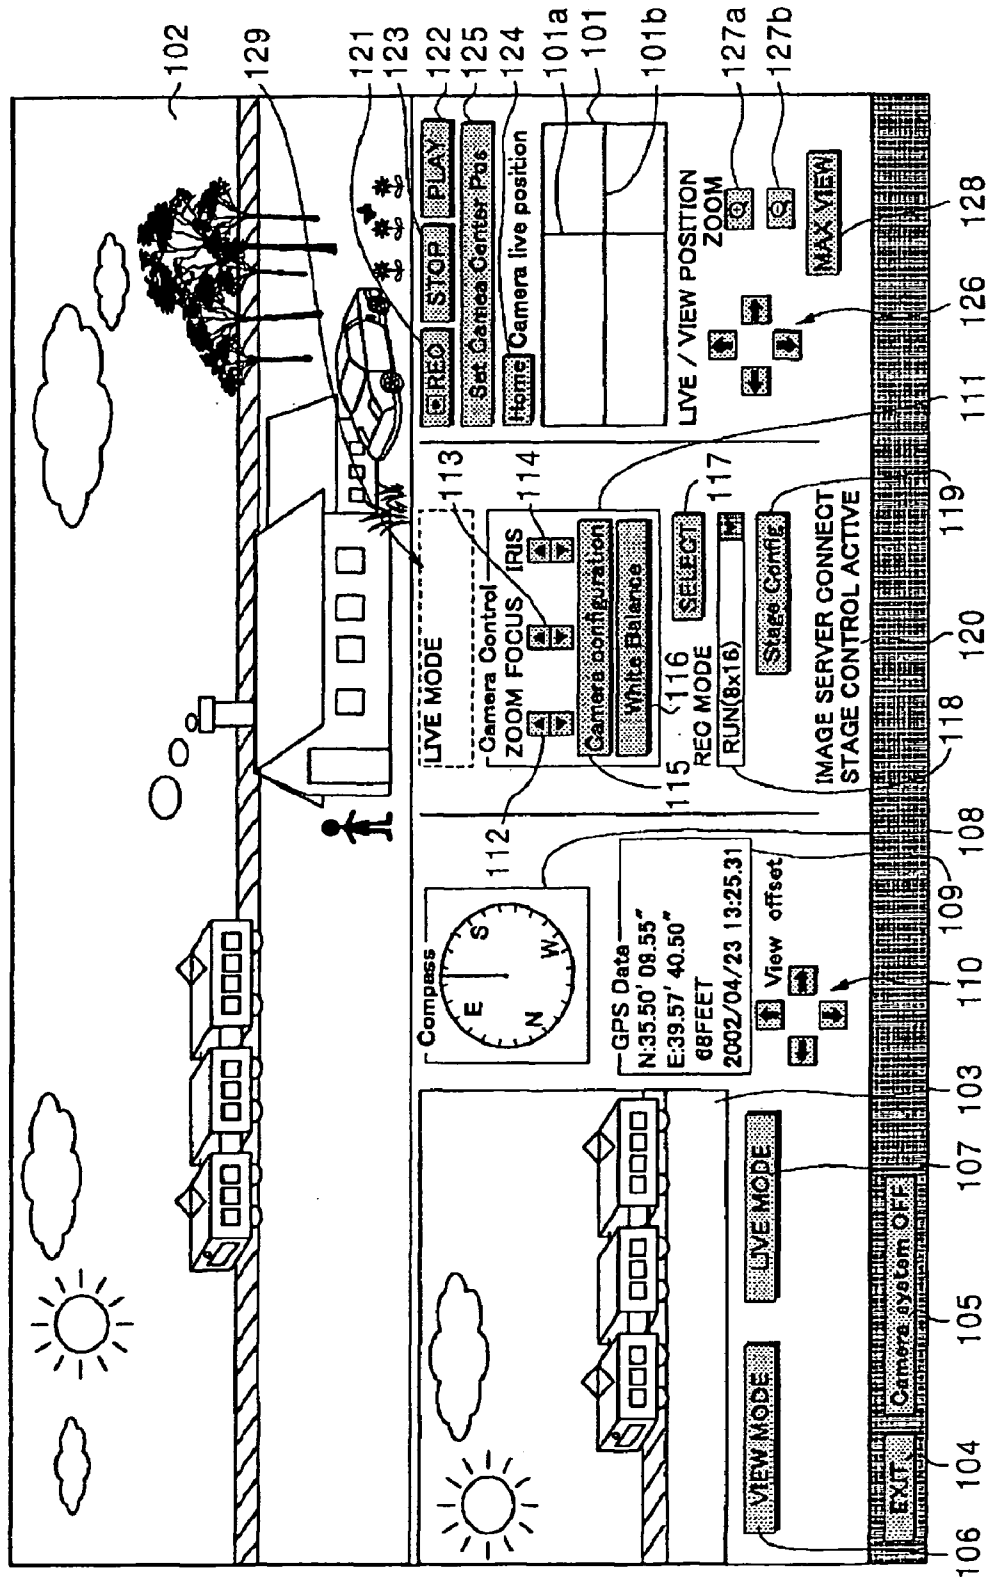 102
129
121
123
122
125
124
101a
101
101b
127a
127b
Compass
S
E
W
N
GPS Data
N:35.50' 09.55"
E:39.57' 40.50"
68FEET
2002/04/23 13:25.31
View offset
VIEW MODE
LIVE MODE
LIVE MODE
Camera Control
ZOOM FOCUS IRIS
Camera configuration
White Balance
REC MODE
SELECT
RUN(8x16)
Stage Config
IMAGE SERVER CONNECT
STAGE CONTROL ACTIVE
REC
STOP
PLAY
Set Camea Center Pos
Home
Camera live position
LIVE / VIEW POSITION
ZOOM
MAX VIEW
EXIT
Camera system OFF
112
113
114
115
116
117
106
104
105
107
103
110
109
108
118
120
119
111
126
128